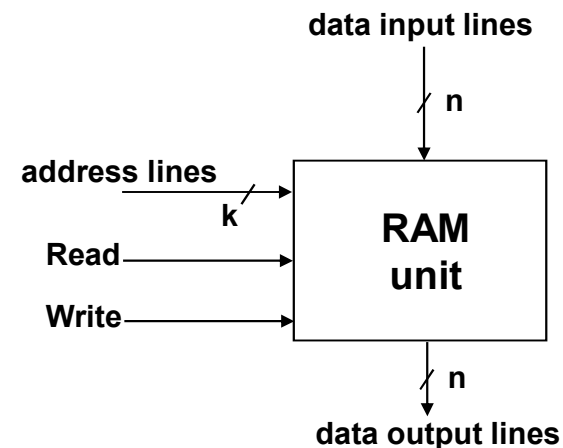 data input lines
n
address lines
k
RAM
unit
Read
Write
n
data output lines